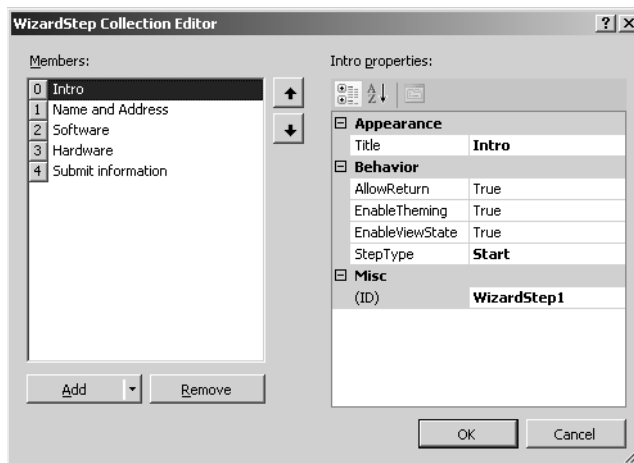 WizardStep Collection Editor
Members:
0 Intro
1 Name and Address
2 Software
3 Hardware
4 Submit information
Add
Remove
Intro properties:
Appearance
Title Intro
Behavior
AllowReturn True
EnableTheming True
EnableViewState True
StepType Start
Misc
(ID) WizardStep1
OK
Cancel